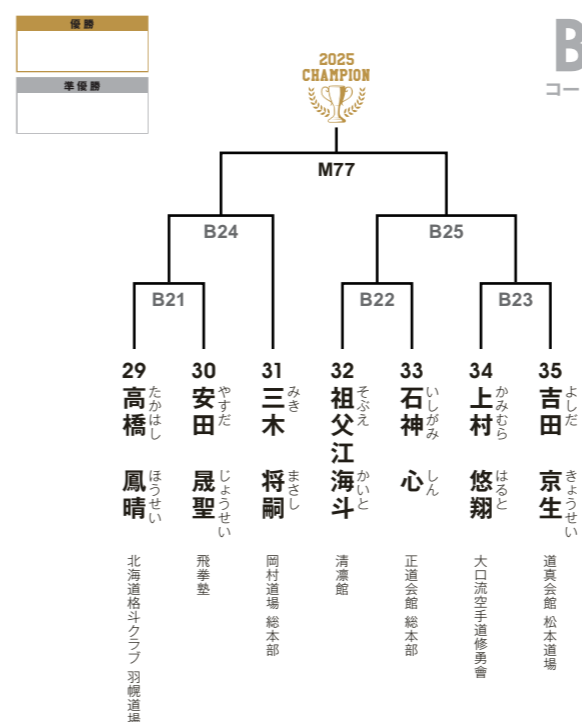 優勝
準優勝
2025
CHAMPION
B
コー
M77
B24
B25
B21
B22
B23
29
高橋 鳳晴
たかはし ほうせい
北海道格斗クラブ 羽幌道場
30
安田 晟聖
やすだ じょうせい
飛拳塾
31
三木 将嗣
みき まさし
岡村道場 総本部
32
祖父江 海斗
そぶえ かいと
清凛館
33
石神 心
いしがみ しん
正道会館 総本部
34
上村 悠翔
かみむら はると
大口流空手道修勇會
35
吉田 京生
よしだ きょうせい
道真会館 松本道場